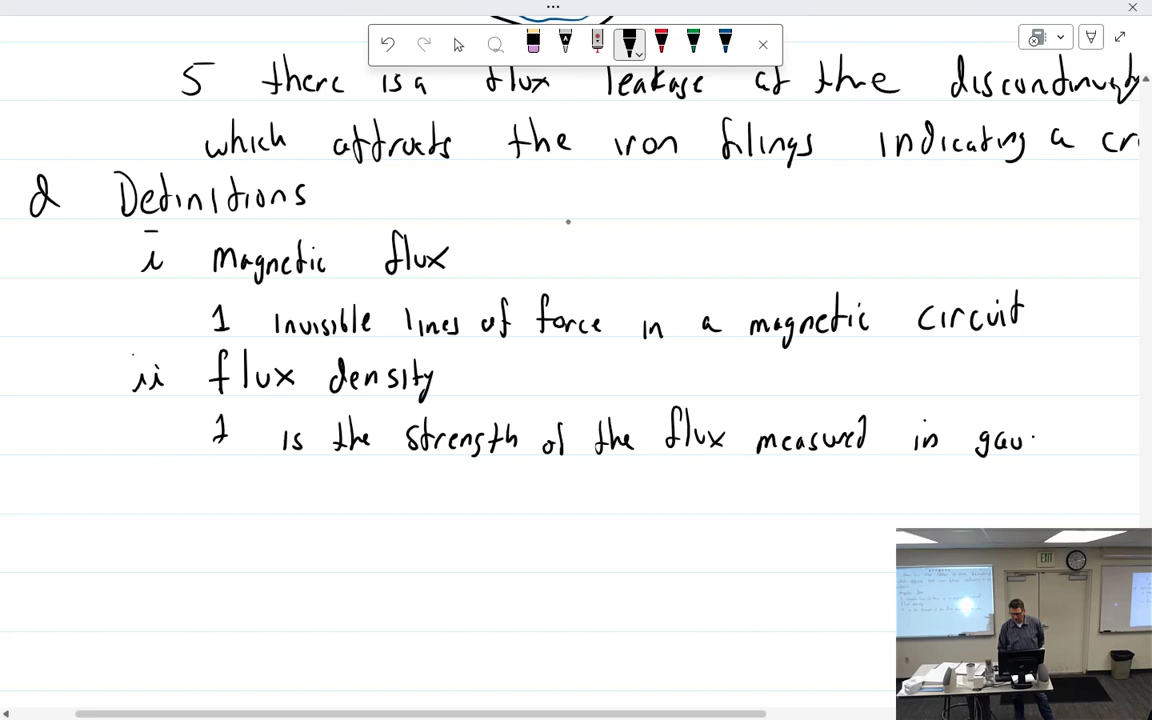 5 there is a flux leakage at the discontinuity
which attracts the iron filings indicating a cr
d Definitions
i magnetic flux
1 invisible lines of force in a magnetic circuit
ii flux density
1 is the strength of the flux measured in gau
EXIT